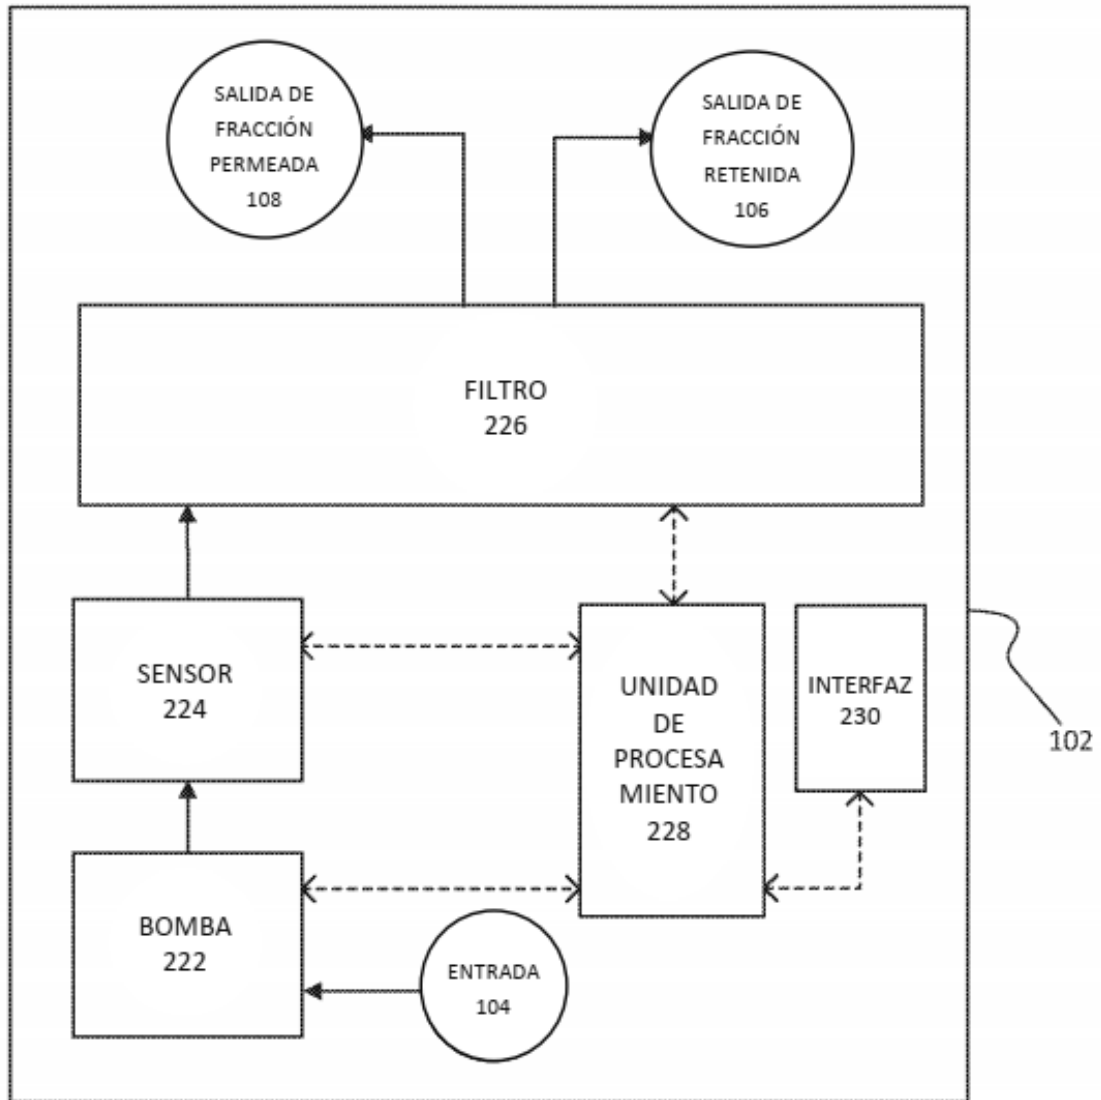 SALIDA DE
FRACCIÓN
PERMEADA
108
SALIDA DE
FRACCIÓN
RETENIDA
106
FILTRO
226
SENSOR
224
UNIDAD
DE
PROCESA
MIENTO
228
INTERFAZ
230
102
BOMBA
222
ENTRADA
104